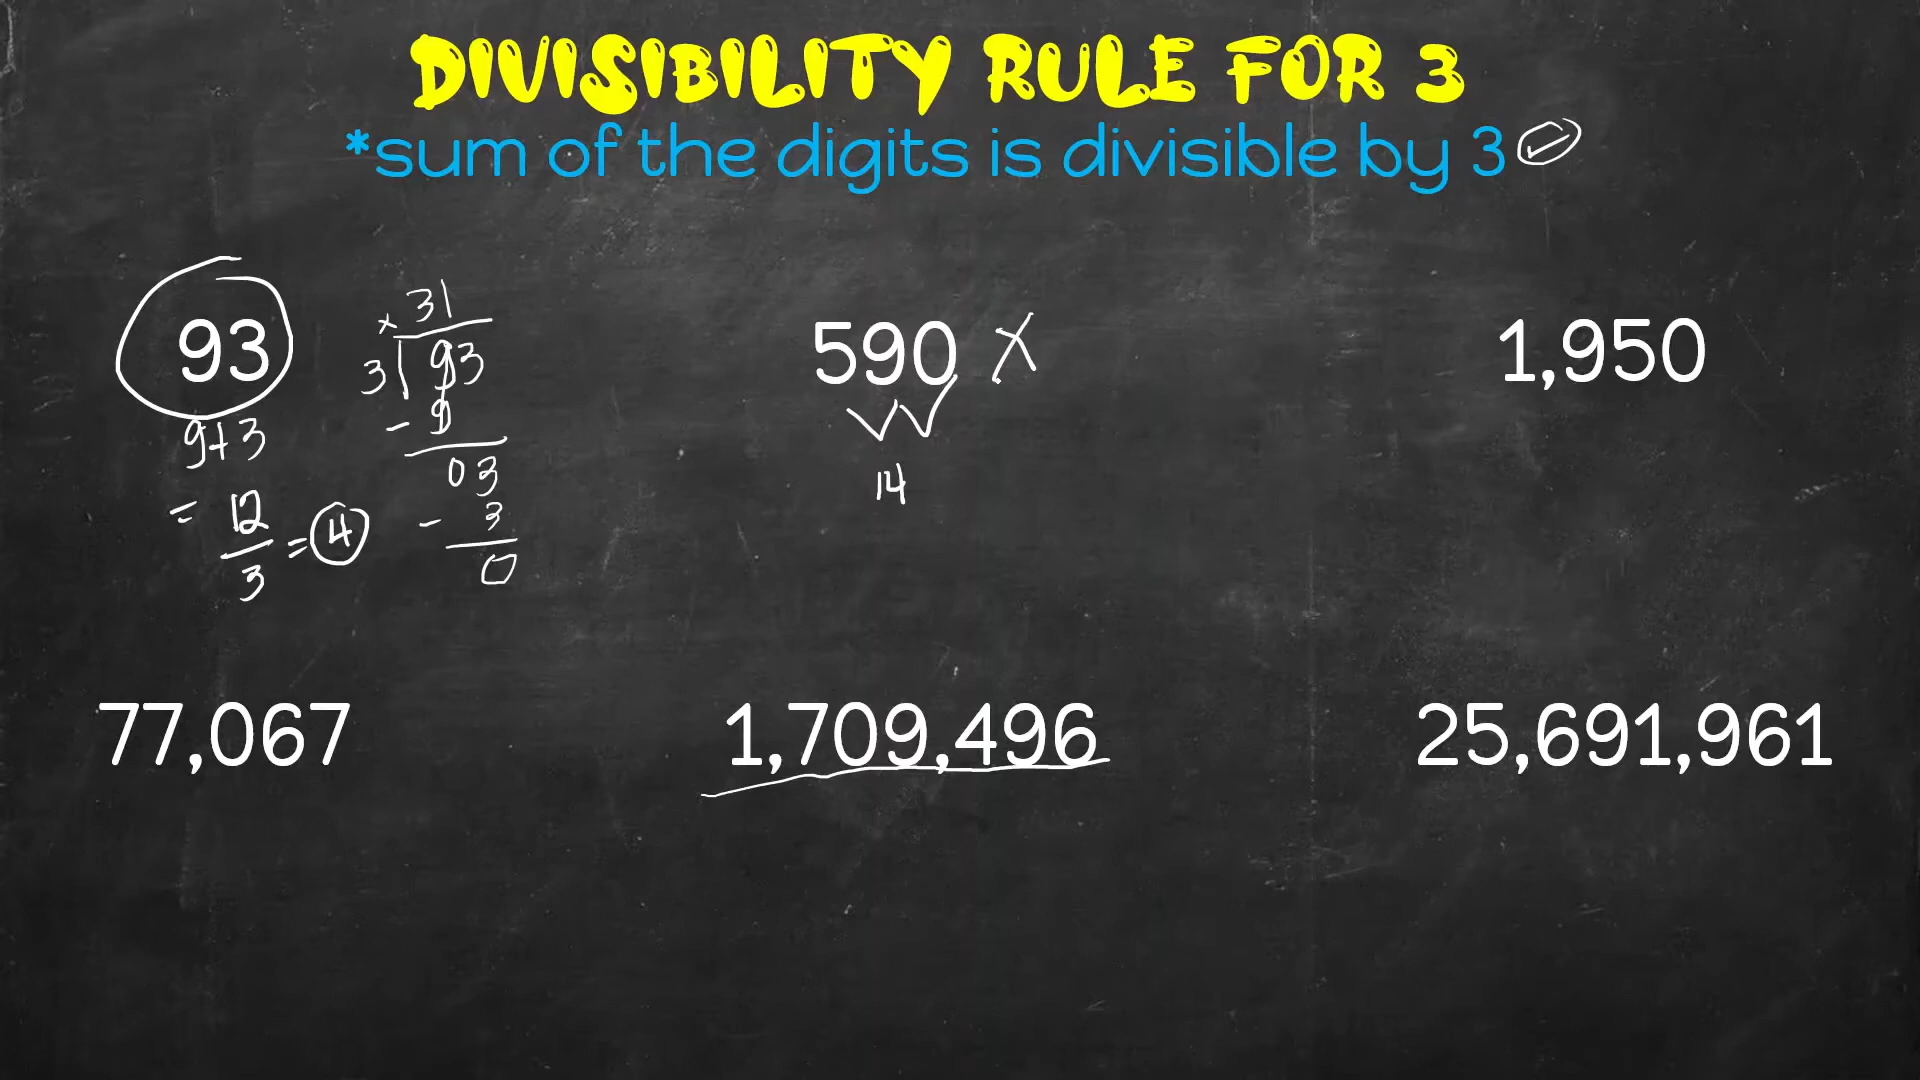 DIVISIBILITY RULE FOR 3
*sum of the digits is divisible by 3
93
9+3
= 12/3 = 4
x 31
3 93
- 9
03
- 3
0
590 X
14
1,950
77,067
1,709,496
25,691,961